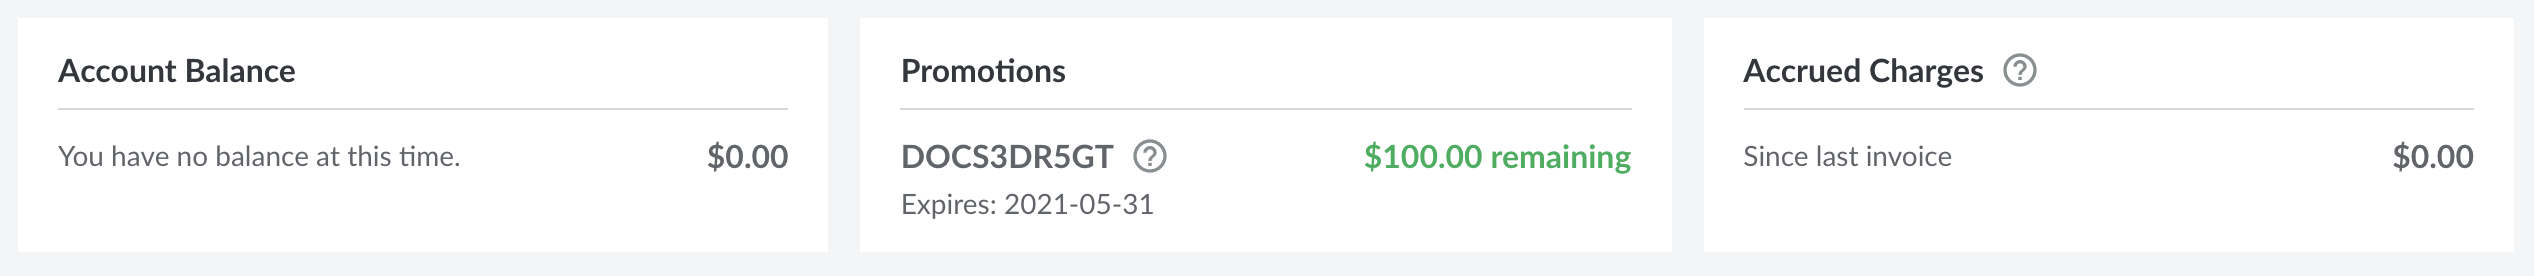 Account Balance
You have no balance at this time. $0.00
Promotions
DOCS3DR5GT $100.00 remaining
Expires: 2021-05-31
Accrued Charges
Since last invoice $0.00